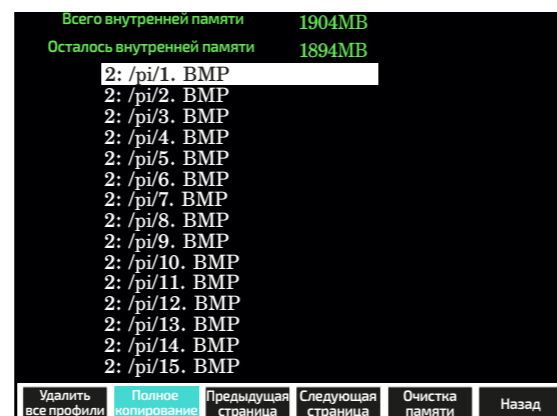 Всего внутренней памяти 1904MB
Осталось внутренней памяти 1894MB
2: /pi/1. BMP
2: /pi/2. BMP
2: /pi/3. BMP
2: /pi/4. BMP
2: /pi/5. BMP
2: /pi/6. BMP
2: /pi/7. BMP
2: /pi/8. BMP
2: /pi/9. BMP
2: /pi/10. BMP
2: /pi/11. BMP
2: /pi/12. BMP
2: /pi/13. BMP
2: /pi/14. BMP
2: /pi/15. BMP
Удалить
все профили
Полное
копирование
Предыдущая
страница
Следующая
страница
Очистка
памяти
Назад